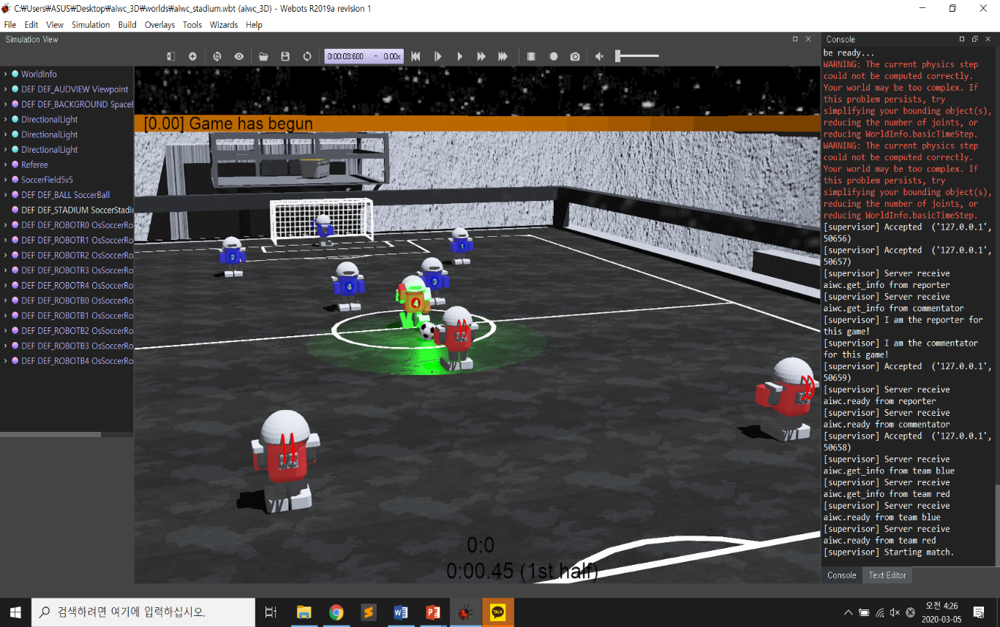 C:₩Users₩ASUS₩Desktop₩aiwc_3D₩worlds₩aiwc_stadium.wbt (aiwc_3D) - Webots R2019a revision 1
File Edit View Simulation Build Overlays Tools Wizards Help
Simulation View
0:00:03:600 - 0.00x
WorldInfo
DEF DEF_AUDVIEW Viewpoint
DEF DEF_BACKGROUND Space
DirectionalLight
DirectionalLight
DirectionalLight
Referee
SoccerField5v5
DEF DEF_BALL SoccerBall
DEF DEF_STADIUM SoccerStadi
DEF DEF_ROBOTR0 OsSoccerRo
DEF DEF_ROBOTR1 OsSoccerRo
DEF DEF_ROBOTR2 OsSoccerRo
DEF DEF_ROBOTR3 OsSoccerRo
DEF DEF_ROBOTR4 OsSoccerRo
DEF DEF_ROBOTB0 OsSoccerRo
DEF DEF_ROBOTB1 OsSoccerRo
DEF DEF_ROBOTB2 OsSoccerRo
DEF DEF_ROBOTB3 OsSoccerRo
DEF DEF_ROBOTB4 OsSoccerRo
[0.00] Game has begun
2
1
4
3
4
0:0
0:00.45 (1st half)
Console
be ready...
WARNING: The current physics step
could not be computed correctly.
Your world may be too complex. If
this problem persists, try
simplifying your bounding object(s),
reducing the number of joints, or
reducing WorldInfo.basicTimeStep.
WARNING: The current physics step
could not be computed correctly.
Your world may be too complex. If
this problem persists, try
simplifying your bounding object(s),
reducing the number of joints, or
reducing WorldInfo.basicTimeStep.
[supervisor] Accepted ('127.0.0.1',
50656)
[supervisor] Accepted ('127.0.0.1',
50657)
[supervisor] Server receive
aiwc.get_info from reporter
[supervisor] Server receive
aiwc.get_info from commentator
[supervisor] I am the reporter for
this game!
[supervisor] I am the commentator
for this game!
[supervisor] Accepted ('127.0.0.1',
50659)
[supervisor] Server receive
aiwc.ready from reporter
[supervisor] Server receive
aiwc.ready from commentator
[supervisor] Accepted ('127.0.0.1',
50658)
[supervisor] Server receive
aiwc.get_info from team blue
[supervisor] Server receive
aiwc.get_info from team red
[supervisor] Server receive
aiwc.ready from team blue
[supervisor] Server receive
aiwc.ready from team red
[supervisor] Starting match.
Console Text Editor
검색하려면 여기에 입력하십시오.
TALK
오전 4:26
2020-03-05